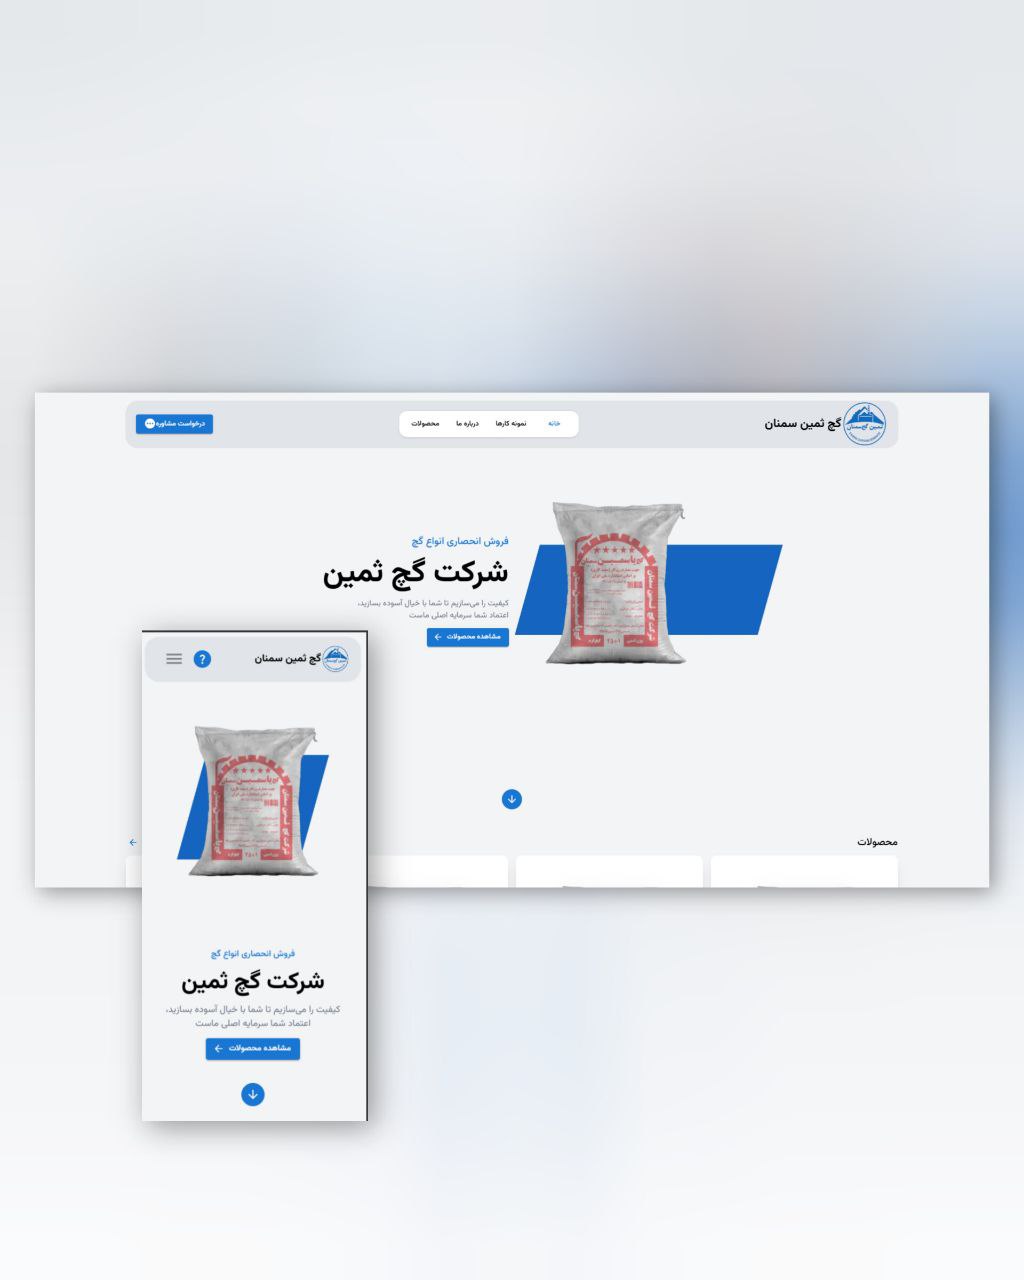 گچ ثمین سمنان
خانه
نمونه کارها
درباره ما
محصولات
درخواست مشاوره
فروش انحصاری انواع گچ
شرکت گچ ثمین
کیفیت را می‌سازیم تا شما با خیال آسوده بسازید،
اعتماد شما سرمایه اصلی ماست
مشاهده محصولات
محصولات
گچ ثمین سمنان
?
فروش انحصاری انواع گچ
شرکت گچ ثمین
کیفیت را می‌سازیم تا شما با خیال آسوده بسازید،
اعتماد شما سرمایه اصلی ماست
مشاهده محصولات